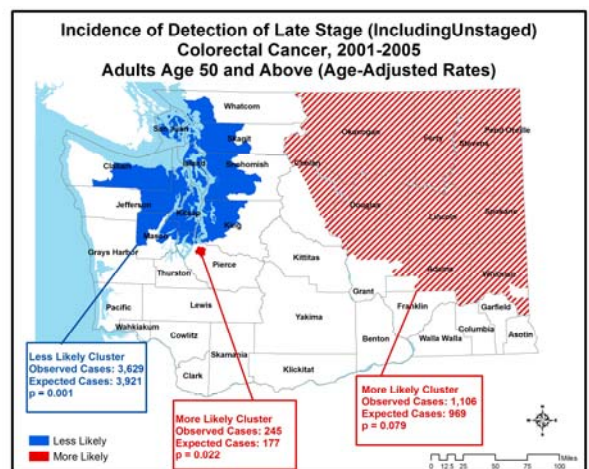 Incidence of Detection of Late Stage (IncludingUnstaged)
Colorectal Cancer, 2001-2005
Adults Age 50 and Above (Age-Adjusted Rates)
Whatcom
San Juan
Skagit
Okanogan
Ferry
Stevens
Pend Oreille
Island
Clallam
Snohomish
Chelan
Jefferson
Kitsap
King
Douglas
Lincoln
Spokane
Mason
Grays Harbor
Pierce
Kittitas
Adams
Whitman
Thurston
Grant
Pacific
Lewis
Franklin
Garfield
Yakima
Wahkiakum
Cowlitz
Benton
Walla Walla
Columbia
Asotin
Skamania
Clark
Klickitat
Less Likely Cluster
Observed Cases: 3,629
Expected Cases: 3,921
p = 0.001
More Likely Cluster
Observed Cases: 245
Expected Cases: 177
p = 0.022
More Likely Cluster
Observed Cases: 1,106
Expected Cases: 969
p = 0.079
Less Likely
More Likely
0 12.5 25 50 75 100 Miles